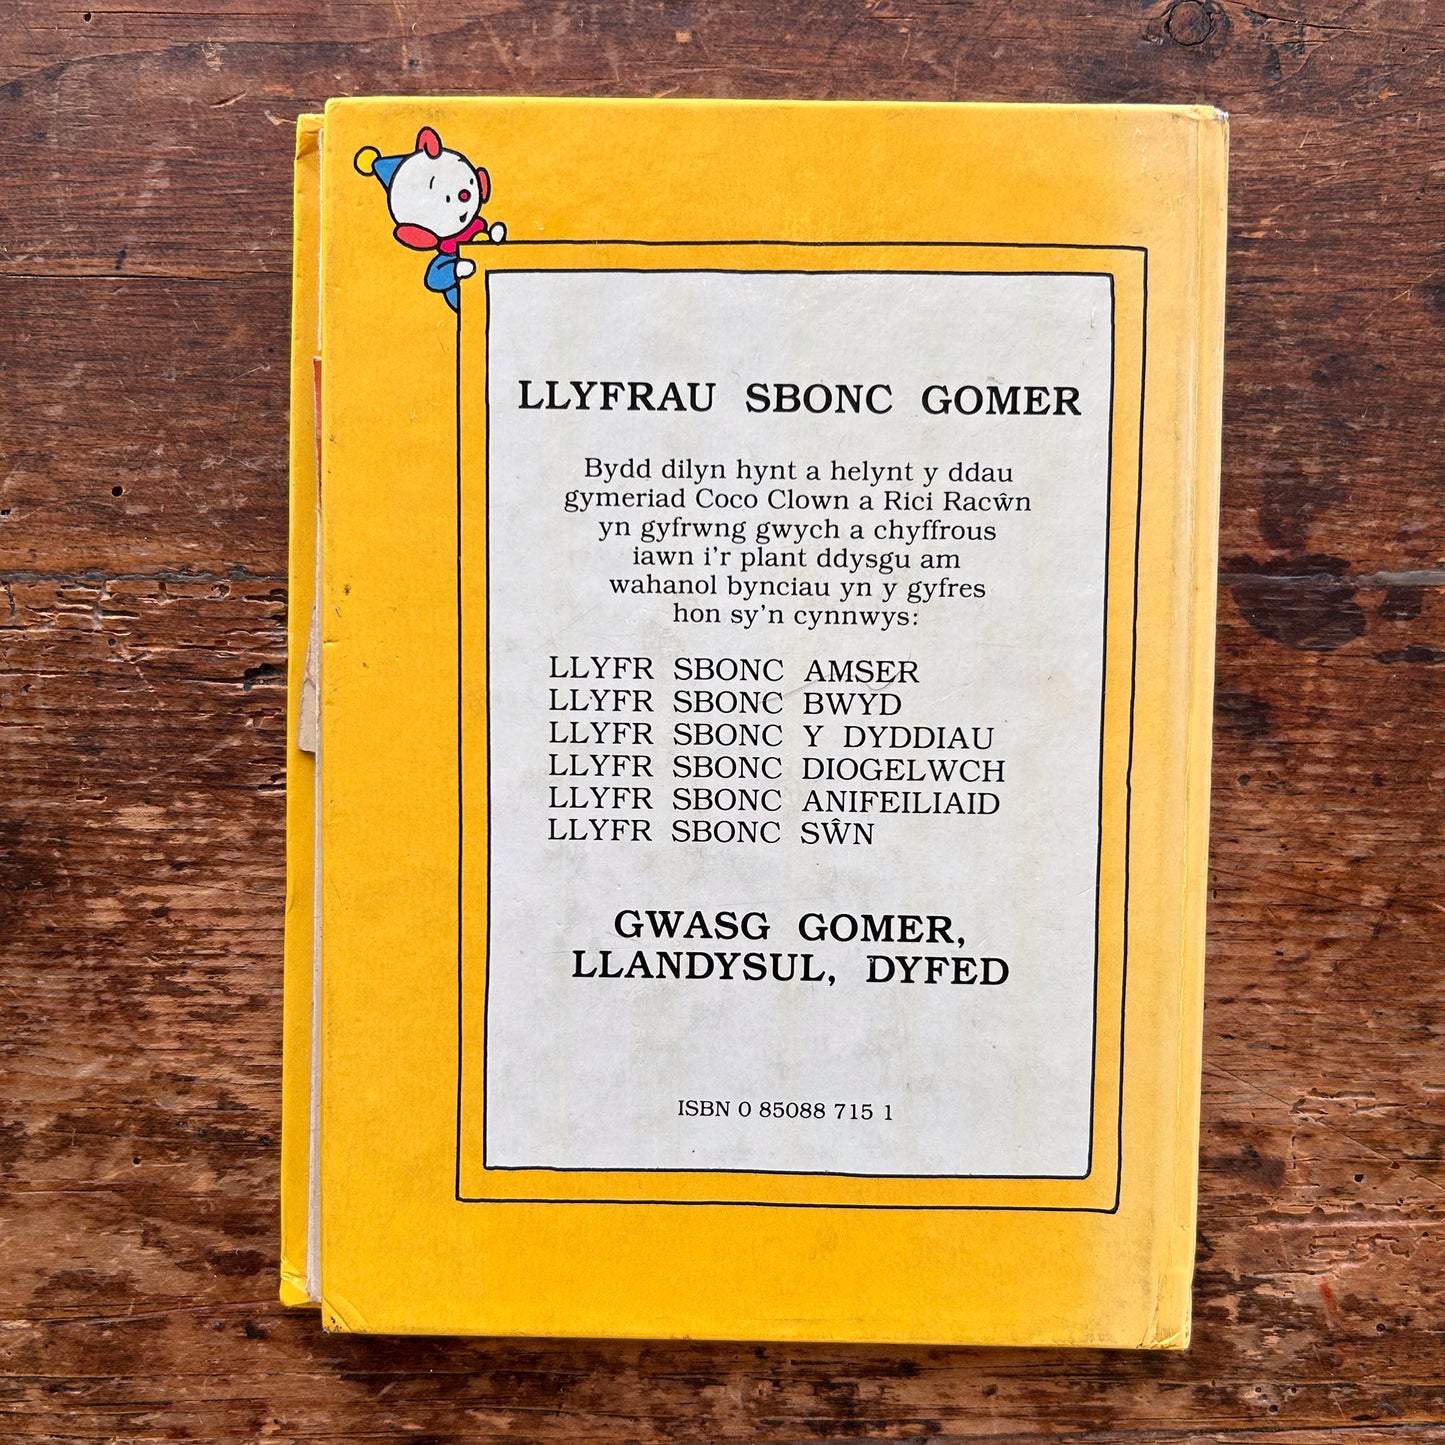 LLYFRAU SBONC GOMER
Bydd dilyn hynt a helynt y ddau
gymeriad Coco Clown a Rici Racŵn
yn gyfrwng gwych a chyffrous
iawn i'r plant ddysgu am
wahanol bynciau yn y gyfres
hon sy'n cynnwys:
LLYFR SBONC AMSER
LLYFR SBONC BWYD
LLYFR SBONC Y DYDDIAU
LLYFR SBONC DIOGELWCH
LLYFR SBONC ANIFEILIAID
LLYFR SBONC SŴN
GWASG GOMER,
LLANDYSUL, DYFED
ISBN 0 85088 715 1